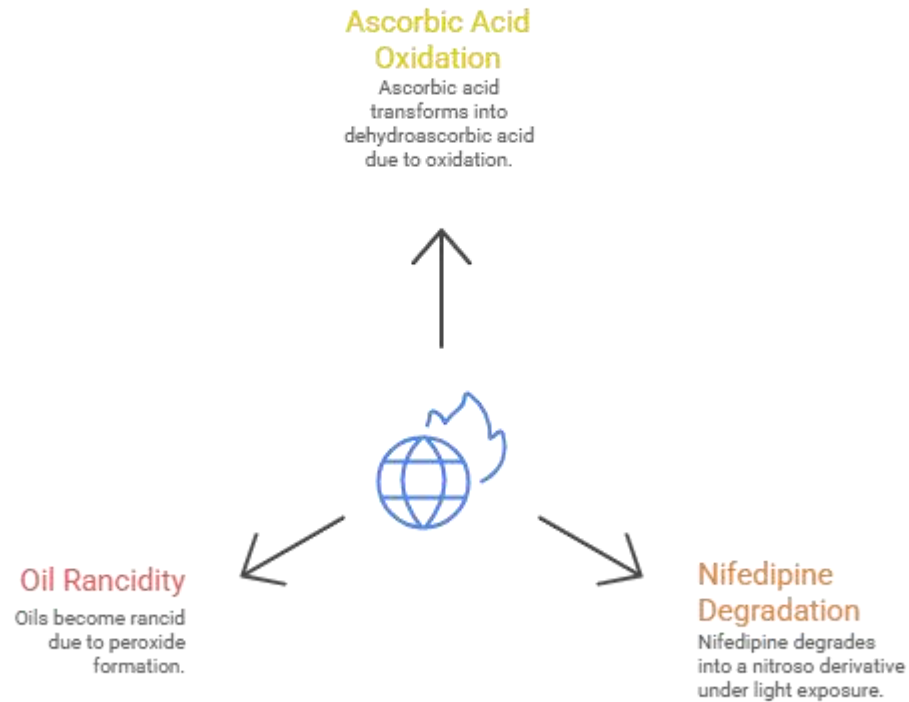 Ascorbic Acid
Oxidation
Ascorbic acid
transforms into
dehydroascorbic acid
due to oxidation.
Oil Rancidity
Oils become rancid
due to peroxide
formation.
Nifedipine
Degradation
Nifedipine degrades
into a nitroso derivative
under light exposure.